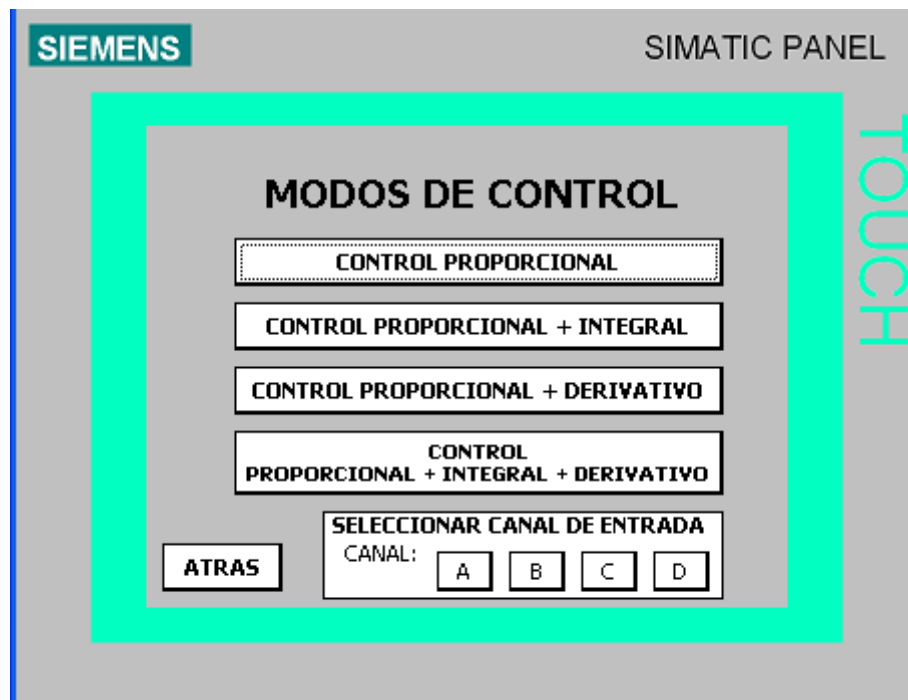 SIEMENS
SIMATIC PANEL
TOUCH
MODOS DE CONTROL
CONTROL PROPORCIONAL
CONTROL PROPORCIONAL + INTEGRAL
CONTROL PROPORCIONAL + DERIVATIVO
CONTROL
PROPORCIONAL + INTEGRAL + DERIVATIVO
SELECCIONAR CANAL DE ENTRADA
CANAL: A B C D
ATRAS